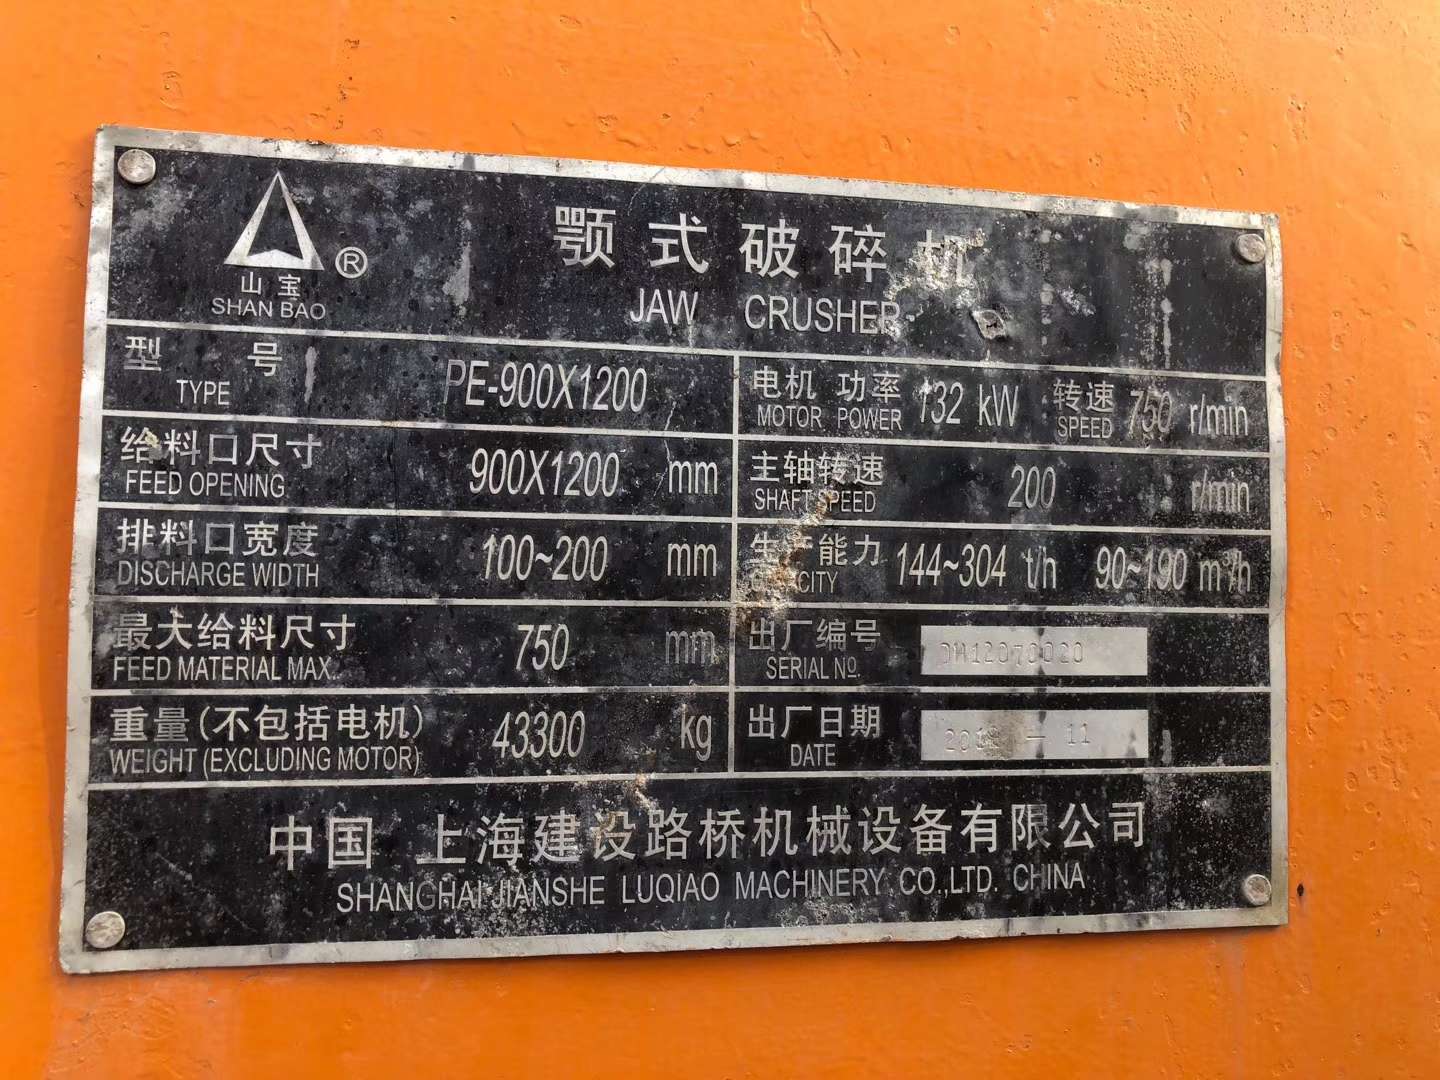 山宝 ®
SHAN BAO
颚式破碎机
JAW CRUSHER
型号 PE-900X1200
TYPE
电机功率 132 kW 转速 750 r/min
MOTOR POWER SPEED
给料口尺寸 900X1200 mm
FEED OPENING
主轴转速 200 r/min
SHAFT SPEED
排料口宽度 100~200 mm
DISCHARGE WIDTH
生产能力 144~304 t/h 90~190 m³/h
CAPACITY
最大给料尺寸 750 mm
FEED MATERIAL MAX.
出厂编号 12070020
SERIAL №.
重量(不包括电机) 43300 kg
WEIGHT (EXCLUDING MOTOR)
出厂日期 — 11
DATE
中国 上海建设路桥机械设备有限公司
SHANGHAI JIANSHE LUQIAO MACHINERY CO.,LTD. CHINA